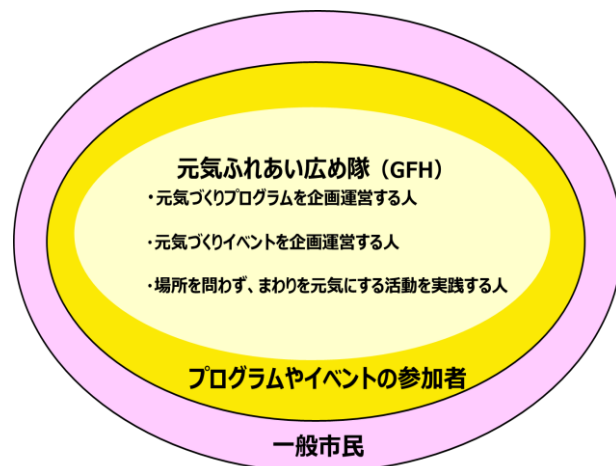 元気ふれあい広め隊（GFH）
・元気づくりプログラムを企画運営する人
・元気づくりイベントを企画運営する人
・場所を問わず、まわりを元気にする活動を実践する人
プログラムやイベントの参加者
一般市民